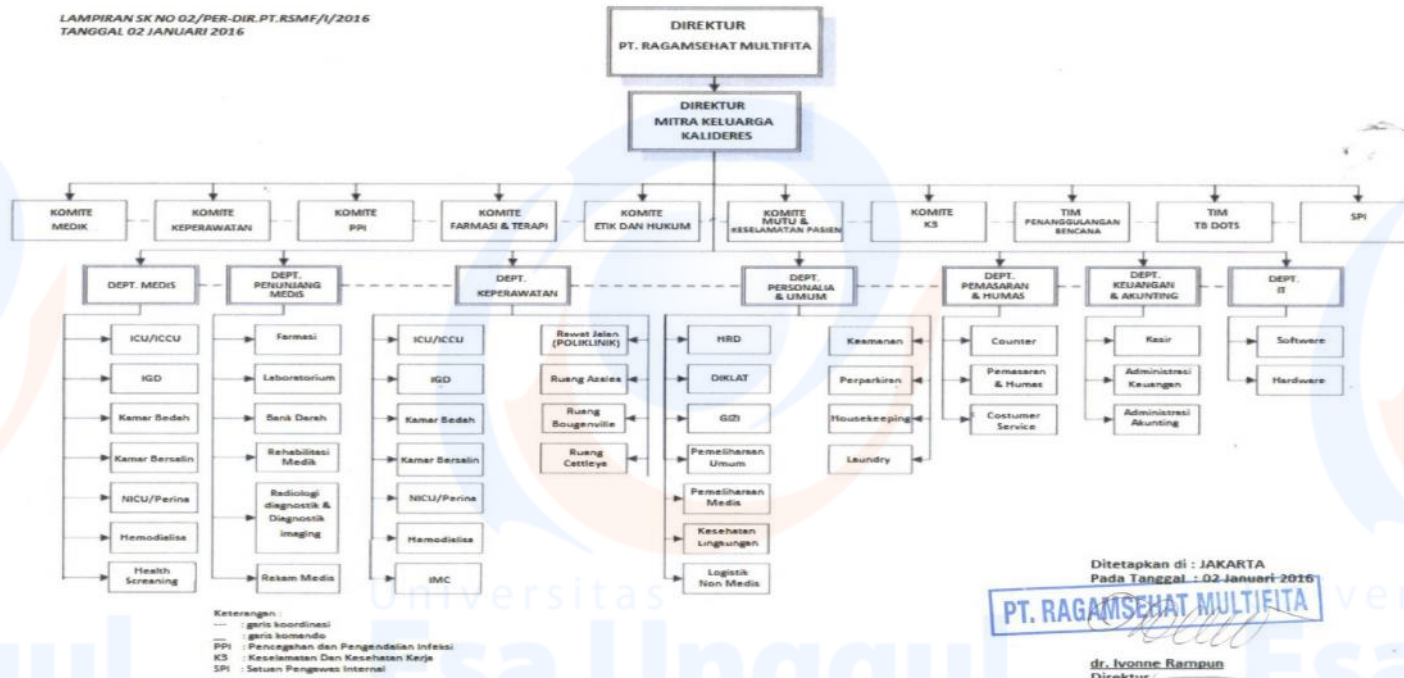 LAMPIRAN SK NO 02/PER-DIR.PT.RSMF/I/2016
TANGGAL 02 JANUARI 2016
DIREKTUR
PT. RAGAMSEHAT MULTIFITA
DIREKTUR
MITRA KELUARGA
KALIDERES
KOMITE
MEDIK
KOMITE
KEPERAWATAN
KOMITE
PPI
KOMITE
FARMASI & TERAPI
KOMITE
ETIK DAN HUKUM
KOMITE
MUTU &
KESELAMATAN PASIEN
KOMITE
K3
TIM
PENANGGULANGAN
BENCANA
TIM
TB DOTS
SPI
DEPT. MEDIS
DEPT.
PENUNJANG
MEDIS
DEPT.
KEPERAWATAN
DEPT.
PERSONALIA
& UMUM
DEPT.
PEMASARAN
& HUMAS
DEPT.
KEUANGAN
& AKUNTING
DEPT.
IT
ICU/ICCU
IGD
Kamar Bedah
Kamar Bersalin
NICU/Perina
Hemodialisa
Health
Screaning
Farmasi
Laboratorium
Bank Darah
Rehabilitasi
Medik
Radiologi
diagnostik &
Diagnostik
imaging
Rekam Medis
ICU/ICCU
IGD
Kamar Bedah
Kamar Bersalin
NICU/Perina
Hemodialisa
IMC
Rawat Jalan
(POLIKLINIK)
Ruang Azalea
Ruang
Bougenville
Ruang
Cattleya
HRD
DIKLAT
GIZI
Pemeliharaan
Umum
Pemeliharaan
Medis
Kesehatan
Lingkungan
Logistik
Non Medis
Keamanan
Perparkiran
Housekeeping
Laundry
Counter
Pemasaran
& Humas
Costumer
Service
Kasir
Administrasi
Keuangan
Administrasi
Akunting
Software
Hardware
Keterangan :
--- : garis koordinasi
__ : garis komando
PPI : Pencegahan dan Pengendalian Infeksi
K3 : Keselamatan Dan Kesehatan Kerja
SPI : Satuan Pengawas Internal
Ditetapkan di : JAKARTA
Pada Tanggal : 02 Januari 2016
PT. RAGAMSEHAT MULTIFITA
dr. Ivonne Rampun
Direktur
Universitas
Esa Unggul